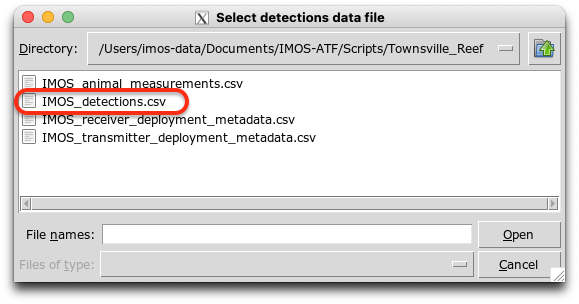 Select detections data file
Directory: /Users/imos-data/Documents/IMOS-ATF/Scripts/Townsville_Reef
IMOS_animal_measurements.csv
IMOS_detections.csv
IMOS_receiver_deployment_metadata.csv
IMOS_transmitter_deployment_metadata.csv
File names: Open
Files of type: Cancel